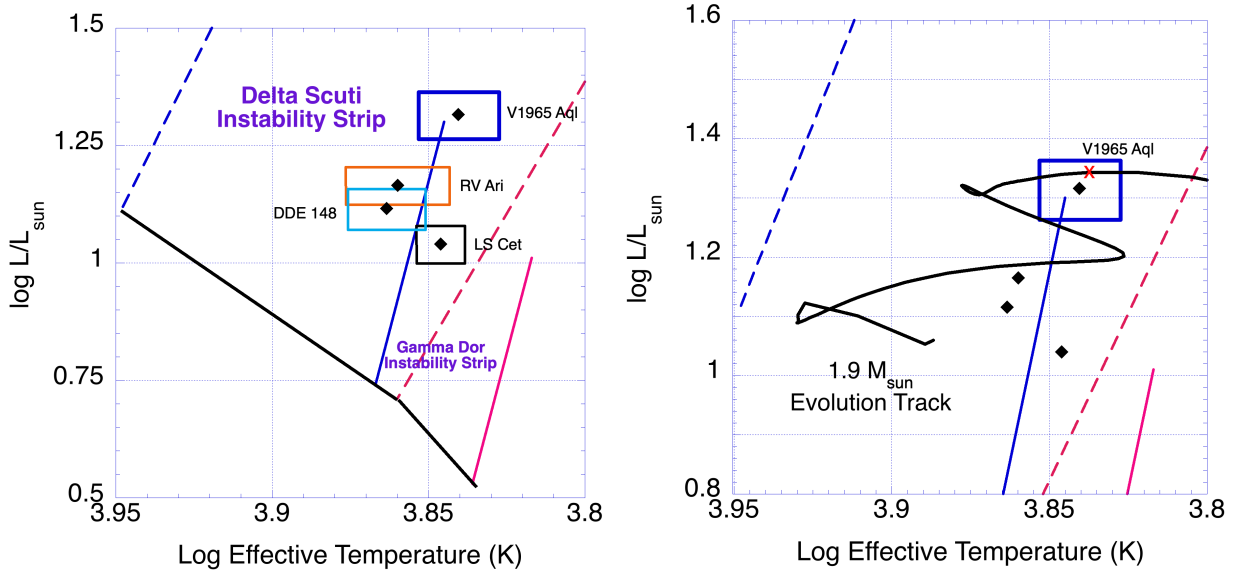 1.5
1.25
1
0.75
0.5
log L/Lsun
3.95
3.9
3.85
3.8
Log Effective Temperature (K)
Delta Scuti
Instability Strip
V1965 Aql
RV Ari
DDE 148
LS Cet
Gamma Dor
Instability Strip
1.6
1.4
1.2
1
0.8
log L/Lsun
3.95
3.9
3.85
3.8
Log Effective Temperature (K)
V1965 Aql
X
1.9 Msun
Evolution Track